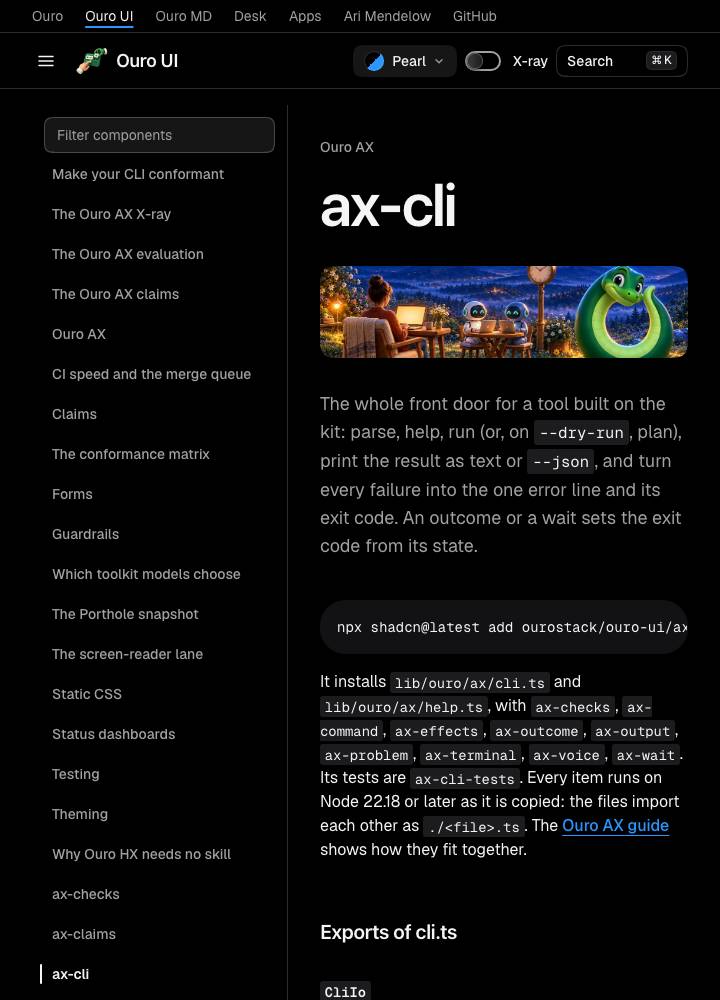 Ouro Ouro UI Ouro MD Desk Apps Ari Mendelow GitHub
Ouro UI Pearl X-ray Search ⌘ K
Filter components
Make your CLI conformant
The Ouro AX X-ray
The Ouro AX evaluation
The Ouro AX claims
Ouro AX
CI speed and the merge queue
Claims
The conformance matrix
Forms
Guardrails
Which toolkit models choose
The Porthole snapshot
The screen-reader lane
Static CSS
Status dashboards
Testing
Theming
Why Ouro HX needs no skill
ax-checks
ax-claims
ax-cli
Ouro AX
ax-cli
The whole front door for a tool built on the
kit: parse, help, run (or, on --dry-run, plan),
print the result as text or --json, and turn
every failure into the one error line and its
exit code. An outcome or a wait sets the exit
code from its state.
npx shadcn@latest add ourostack/ouro-ui/ax
It installs lib/ouro/ax/cli.ts and
lib/ouro/ax/help.ts, with ax-checks, ax-
command, ax-effects, ax-outcome, ax-output,
ax-problem, ax-terminal, ax-voice, ax-wait.
Its tests are ax-cli-tests. Every item runs on
Node 22.18 or later as it is copied: the files import
each other as ./<file>.ts. The Ouro AX guide
shows how they fit together.
Exports of cli.ts
CliIo